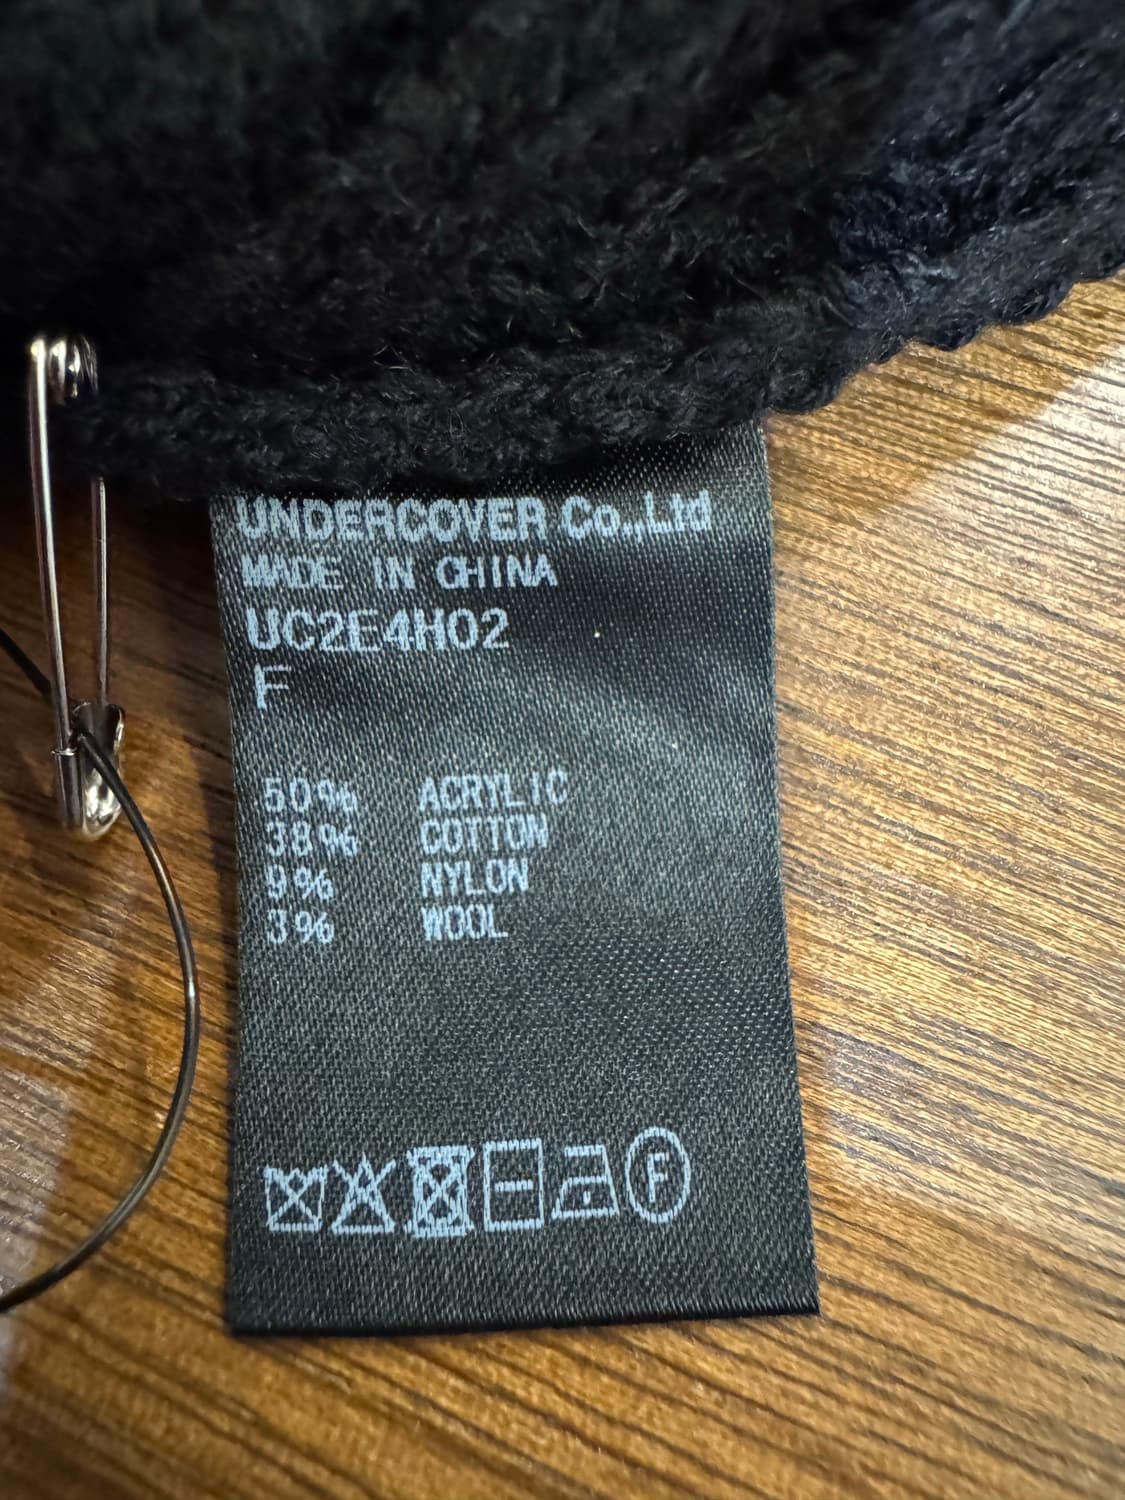 UNDERCOVER Co.,Ltd
MADE IN CHINA
UC2E4H02
F
50% ACRYLIC
38% COTTON
9% NYLON
3% WOOL
F